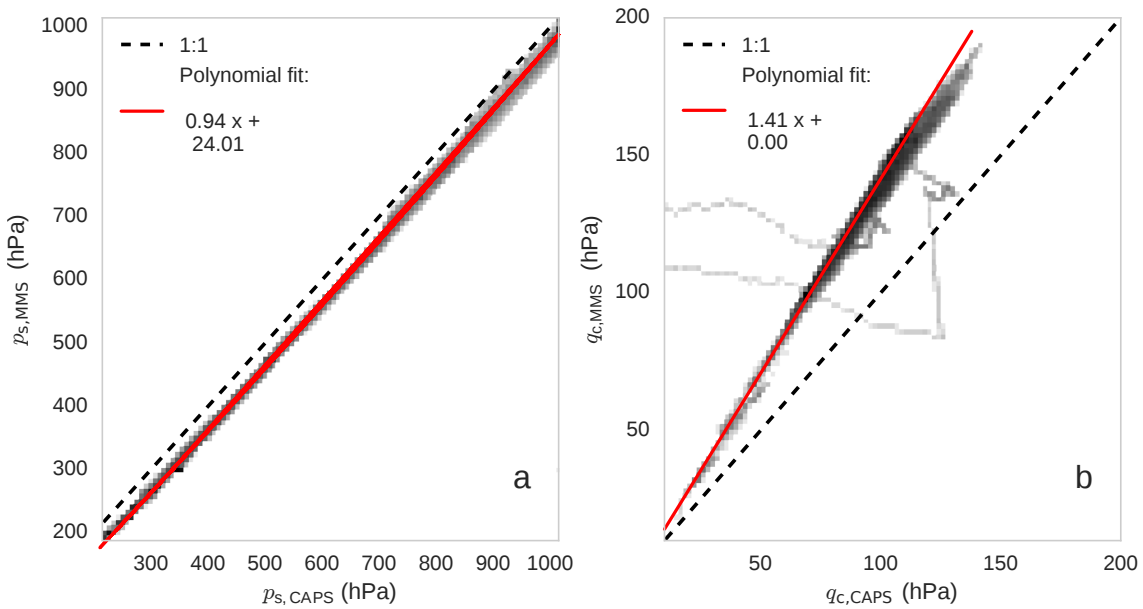 1000
900
800
700
600
500
400
300
200
1:1
Polynomial fit:
0.94 x +
24.01
a
300 400 500 600 700 800 900 1000
p_s, CAPS (hPa)
p_s,MMS (hPa)
200
150
100
50
1:1
Polynomial fit:
1.41 x +
0.00
b
50 100 150 200
q_c,CAPS (hPa)
q_c,MMS (hPa)